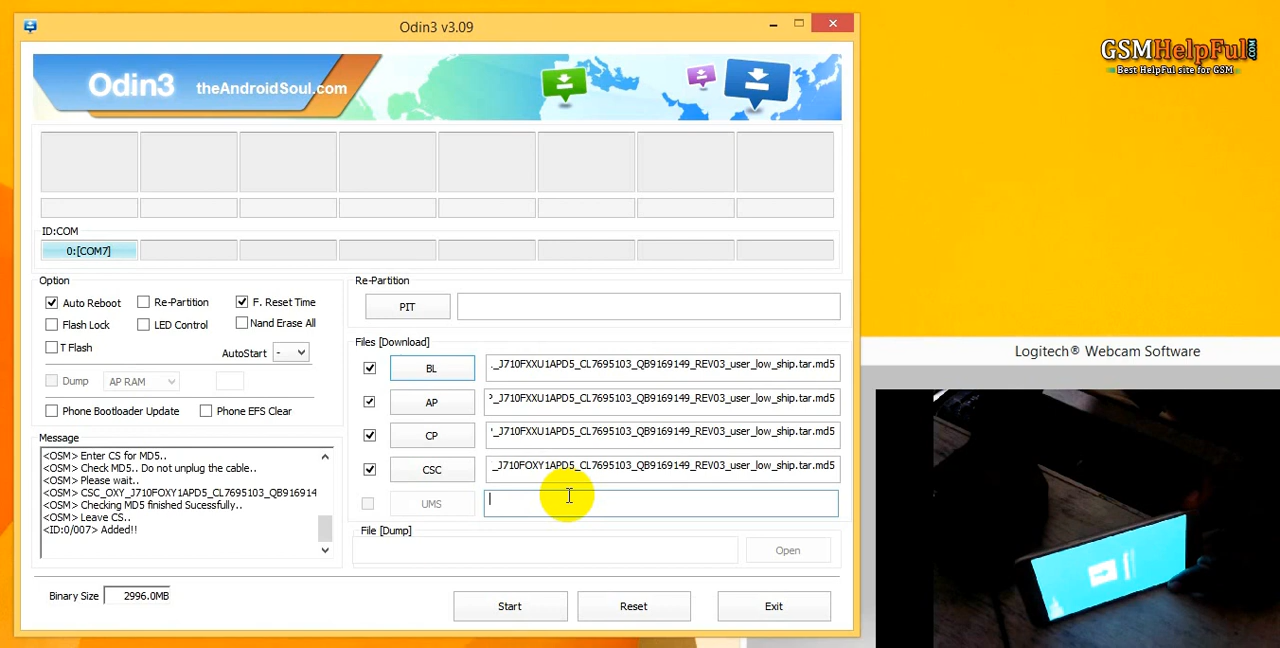 Odin3 v3.09
GSMHelpFul.COM
Best HelpFul site for GSM
Odin3 theAndroidSoul.com
ID:COM
0:[COM7]
Option
Auto Reboot
Re-Partition
F. Reset Time
Flash Lock
LED Control
Nand Erase All
T Flash
AutoStart -
Dump
AP RAM
Phone Bootloader Update
Phone EFS Clear
Message
<OSM> Enter CS for MD5..
<OSM> Check MD5.. Do not unplug the cable..
<OSM> Please wait..
<OSM> CSC_OXY_J710FOXY1APD5_CL7695103_QB916914
<OSM> Checking MD5 finished Sucessfully..
<OSM> Leave CS..
<ID:0/007> Added!!
Binary Size 2996.0MB
Re-Partition
PIT
Files [Download]
BL ._J710FXXU1APD5_CL7695103_QB9169149_REV03_user_low_ship.tar.md5
AP _J710FXXU1APD5_CL7695103_QB9169149_REV03_user_low_ship.tar.md5
CP _J710FXXU1APD5_CL7695103_QB9169149_REV03_user_low_ship.tar.md5
CSC _J710FOXY1APD5_CL7695103_QB9169149_REV03_user_low_ship.tar.md5
UMS
File [Dump]
Open
Start
Reset
Exit
Logitech® Webcam Software